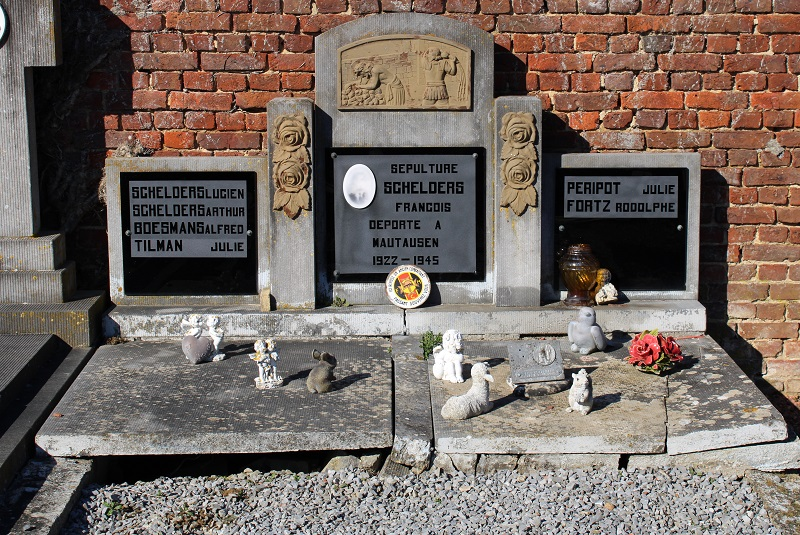 SCHELDERS LUCIEN
SCHELDERS ARTHUR
BOESMANS ALFRED
TILMAN JULIE
SEPULTURE
SCHELDERS
FRANCOIS
DEPORTE A
MAUTAUSEN
1922 - 1945
PERIPOT JULIE
FORTZ RODOLPHE